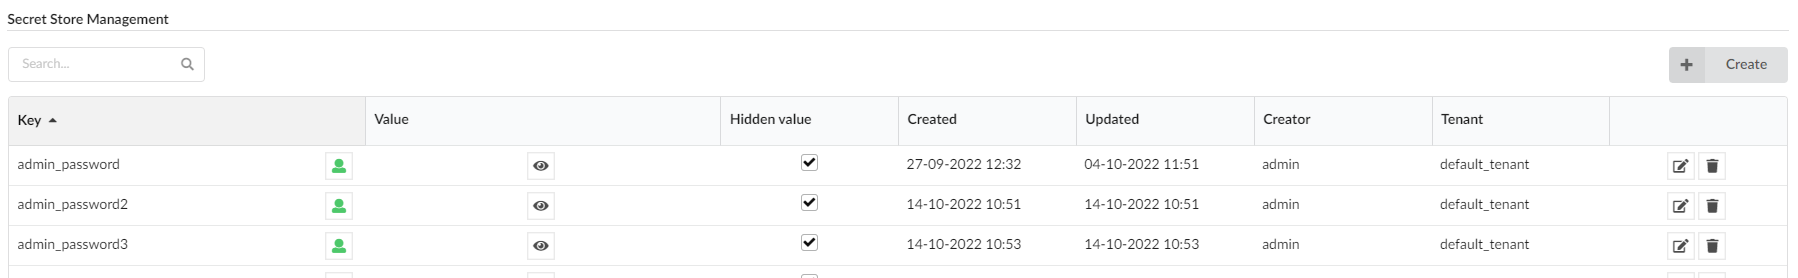 Secret Store Management
Search...
Create
Key Value Hidden value Created Updated Creator Tenant
admin_password 27-09-2022 12:32 04-10-2022 11:51 admin default_tenant
admin_password2 14-10-2022 10:51 14-10-2022 10:51 admin default_tenant
admin_password3 14-10-2022 10:53 14-10-2022 10:53 admin default_tenant